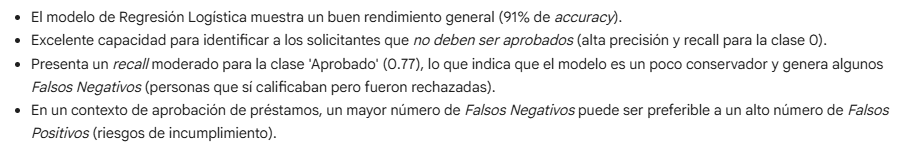 • El modelo de Regresión Logística muestra un buen rendimiento general (91% de accuracy).
• Excelente capacidad para identificar a los solicitantes que no deben ser aprobados (alta precisión y recall para la clase 0).
• Presenta un recall moderado para la clase 'Aprobado' (0.77), lo que indica que el modelo es un poco conservador y genera algunos
Falsos Negativos (personas que sí calificaban pero fueron rechazadas).
• En un contexto de aprobación de préstamos, un mayor número de Falsos Negativos puede ser preferible a un alto número de Falsos
Positivos (riesgos de incumplimiento).